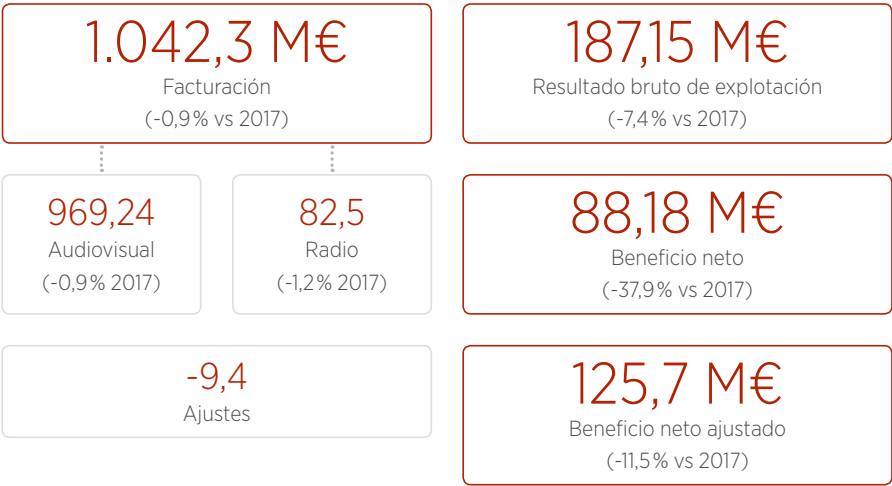 1.042,3 M€
Facturación
(-0,9% vs 2017)
969,24
Audiovisual
(-0,9% 2017)
82,5
Radio
(-1,2% 2017)
-9,4
Ajustes
187,15 M€
Resultado bruto de explotación
(-7,4% vs 2017)
88,18 M€
Beneficio neto
(-37,9% vs 2017)
125,7 M€
Beneficio neto ajustado
(-11,5% vs 2017)